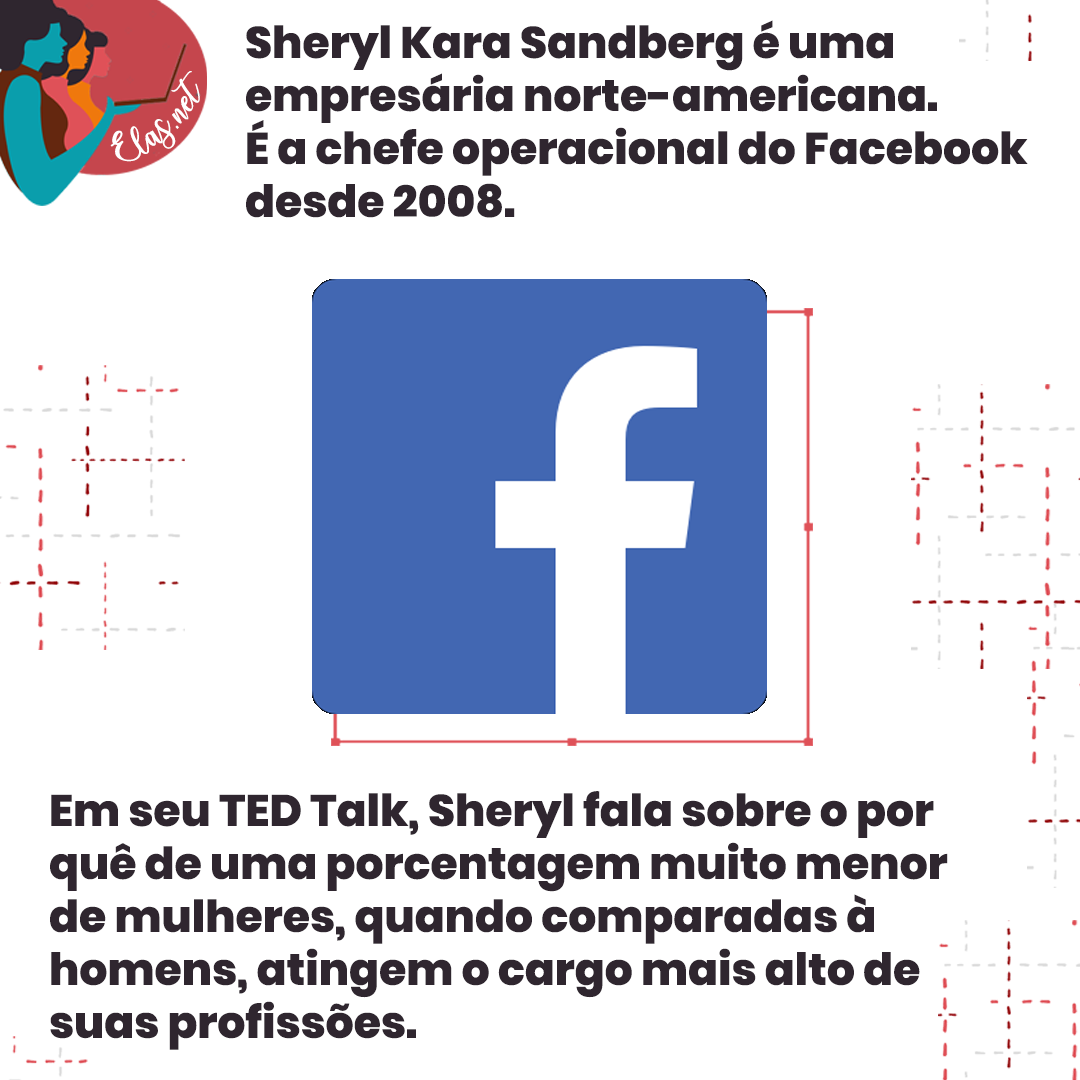 Elas.net
Sheryl Kara Sandberg é uma
empresária norte-americana.
É a chefe operacional do Facebook
desde 2008.
Em seu TED Talk, Sheryl fala sobre o por
quê de uma porcentagem muito menor
de mulheres, quando comparadas à
homens, atingem o cargo mais alto de
suas profissões.